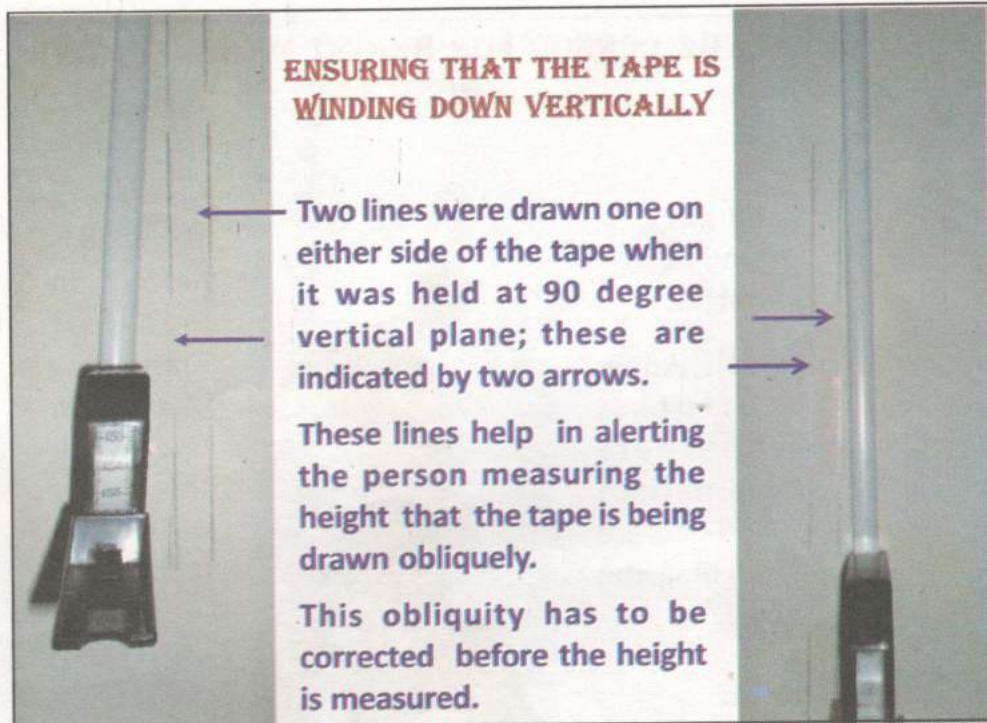 ENSURING THAT THE TAPE IS
WINDING DOWN VERTICALLY
Two lines were drawn one on
either side of the tape when
it was held at 90 degree
vertical plane; these are
indicated by two arrows.
These lines help in alerting
the person measuring the
height that the tape is being
drawn obliquely.
This obliquity has to be
corrected before the height
is measured.